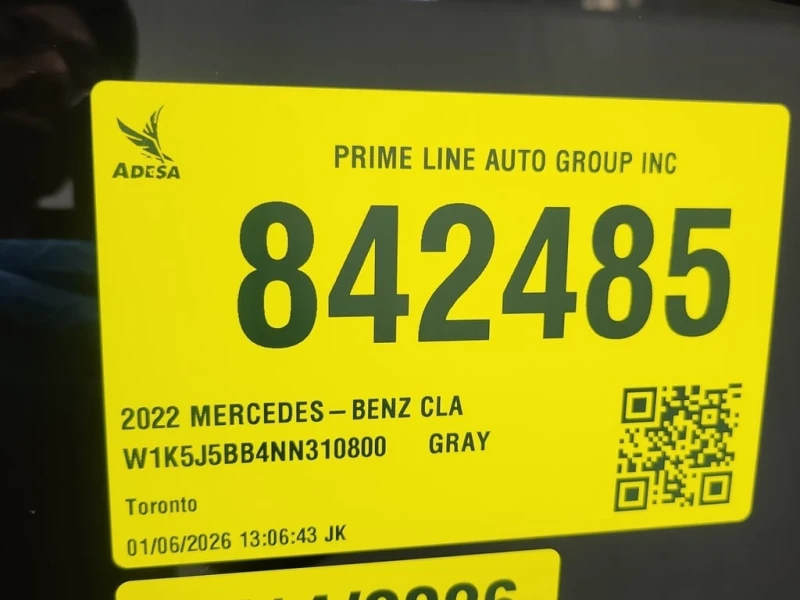 ADESA
PRIME LINE AUTO GROUP INC
842485
2022 MERCEDES-BENZ CLA
W1K5J5BB4NN310800 GRAY
Toronto
01/06/2026 13:06:43 JK